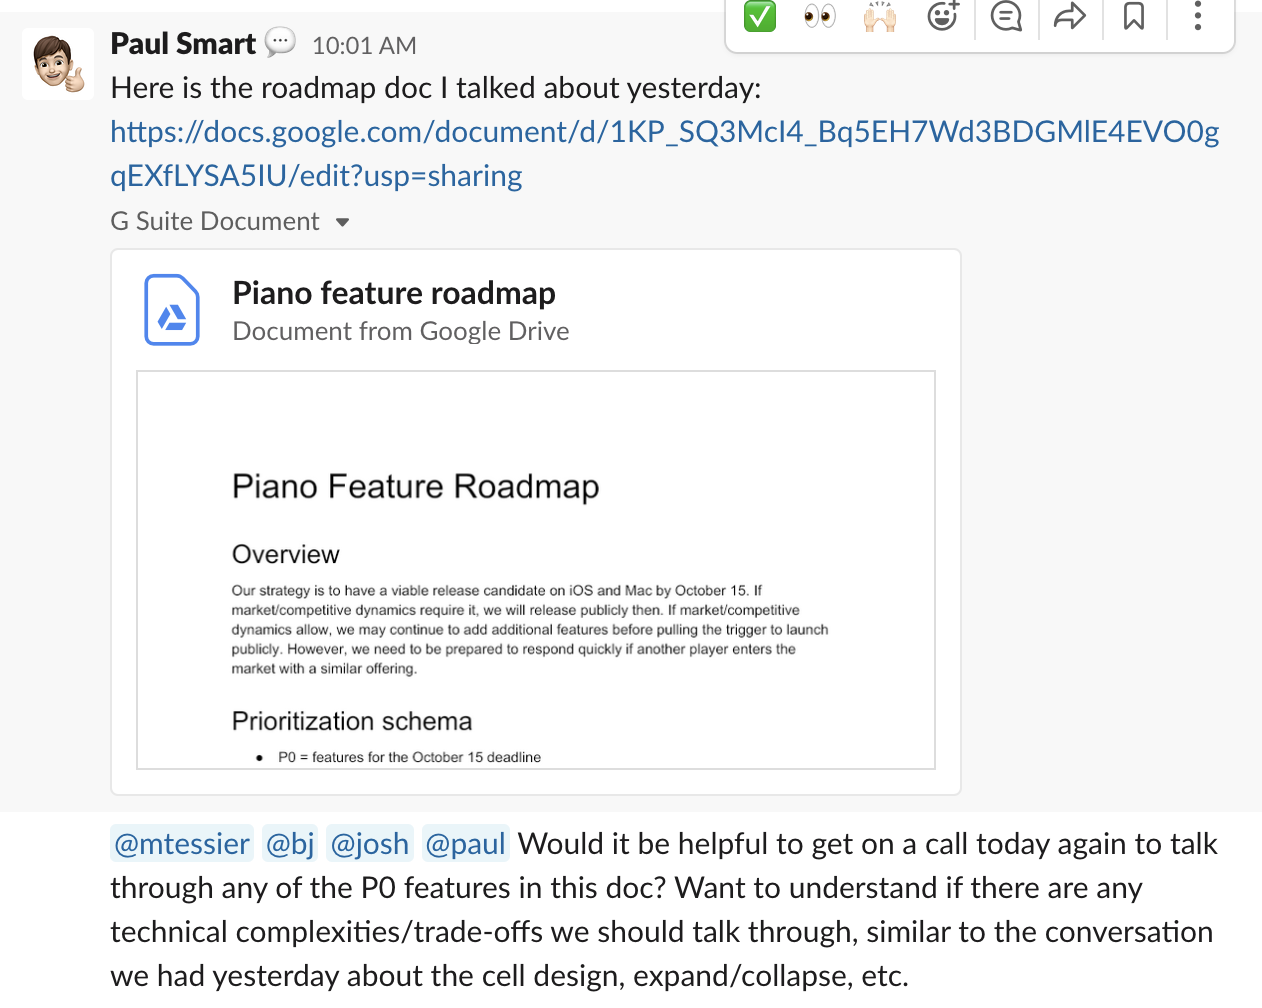 Paul Smart 10:01 AM
Here is the roadmap doc I talked about yesterday:
https://docs.google.com/document/d/1KP_SQ3McI4_Bq5EH7Wd3BDGMlE4EVO0g
qEXfLYSA5IU/edit?usp=sharing
G Suite Document
Piano feature roadmap
Document from Google Drive
Piano Feature Roadmap
Overview
Our strategy is to have a viable release candidate on iOS and Mac by October 15. If
market/competitive dynamics require it, we will release publicly then. If market/competitive
dynamics allow, we may continue to add additional features before pulling the trigger to launch
publicly. However, we need to be prepared to respond quickly if another player enters the
market with a similar offering.
Prioritization schema
● P0 = features for the October 15 deadline
@mtessier @bj @josh @paul Would it be helpful to get on a call today again to talk
through any of the P0 features in this doc? Want to understand if there are any
technical complexities/trade-offs we should talk through, similar to the conversation
we had yesterday about the cell design, expand/collapse, etc.